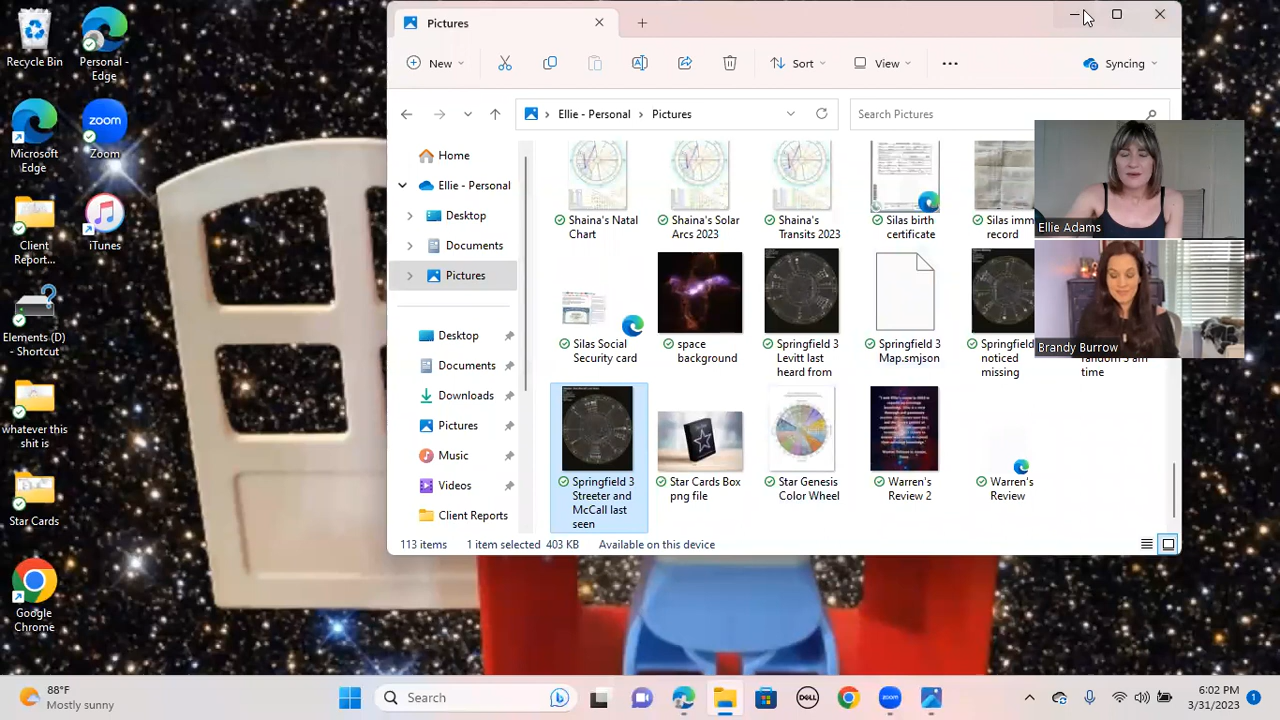 Recycle Bin
Personal -
Edge
Microsoft
Edge
Zoom
zoom
Client
Report...
iTunes
Elements (D)
- Shortcut
whatever this
shit is
Star Cards
Google
Chrome
Pictures
New
Sort
View
Syncing
Ellie - Personal
Pictures
Search Pictures
Home
Ellie - Personal
Desktop
Documents
Pictures
Desktop
Documents
Downloads
Pictures
Music
Videos
Client Reports
Shaina's Natal
Chart
Shaina's Solar
Arcs 2023
Shaina's
Transits 2023
Silas birth
certificate
Silas imm
record
Silas Social
Security card
space
background
Springfield 3
Levitt last
heard from
Springfield 3
Map.smjson
Springfield
noticed
missing
random 3 am
time
Springfield 3
Streeter and
McCall last
seen
Star Cards Box
png file
Star Genesis
Color Wheel
Warren's
Review 2
Warren's
Review
113 items
1 item selected 403 KB
Available on this device
Ellie Adams
Brandy Burrow
88°F
Mostly sunny
Search
DELL
zoom
6:02 PM
3/31/2023
1